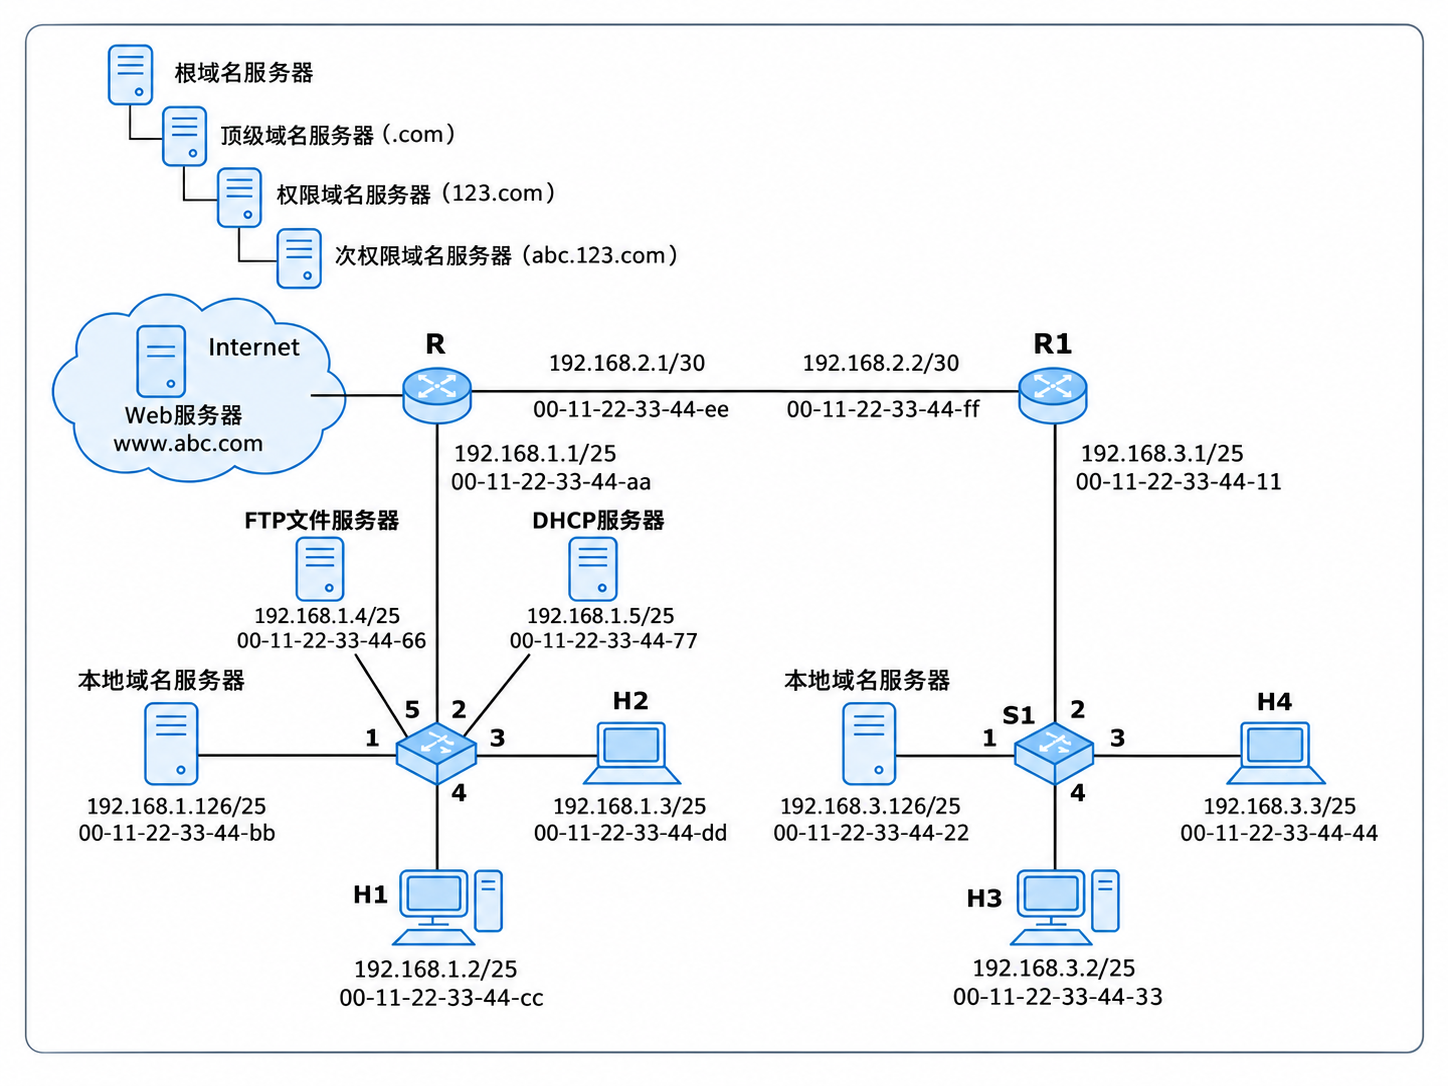 根域名服务器
顶级域名服务器（.com）
权限域名服务器（123.com）
次权限域名服务器（abc.123.com）
Internet
Web服务器
www.abc.com
R
192.168.2.1/30
00-11-22-33-44-ee
192.168.2.2/30
00-11-22-33-44-ff
R1
192.168.1.1/25
00-11-22-33-44-aa
192.168.3.1/25
00-11-22-33-44-11
FTP文件服务器
192.168.1.4/25
00-11-22-33-44-66
DHCP服务器
192.168.1.5/25
00-11-22-33-44-77
本地域名服务器
192.168.1.126/25
00-11-22-33-44-bb
5
2
1
3
4
H2
192.168.1.3/25
00-11-22-33-44-dd
H1
192.168.1.2/25
00-11-22-33-44-cc
本地域名服务器
192.168.3.126/25
00-11-22-33-44-22
S1
2
1
3
4
H4
192.168.3.3/25
00-11-22-33-44-44
H3
192.168.3.2/25
00-11-22-33-44-33